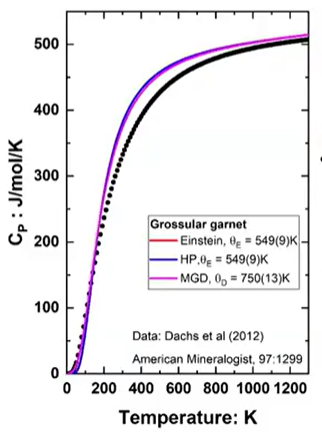 500
400
300
200
100
0
C_P : J/mol/K
Grossular garnet
Einstein, θ_E = 549(9)K
HP,θ_E = 549(9)K
MGD, θ_D = 750(13)K
Data: Dachs et al (2012)
American Mineralogist, 97:1299
0 200 400 600 800 1000 1200
Temperature: K